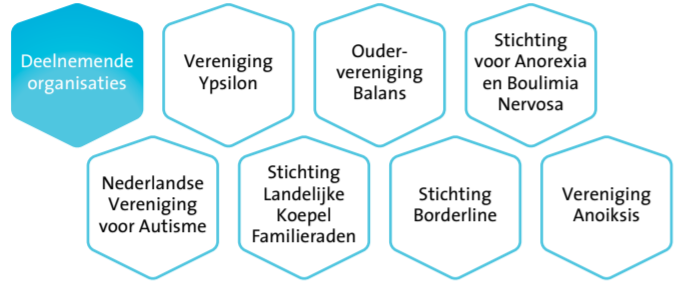 Deelnemende
organisaties
Vereniging
Ypsilon
Ouder-
vereniging
Balans
Stichting
voor Anorexia
en Boulimia
Nervosa
Nederlandse
Vereniging
voor Autisme
Stichting
Landelijke
Koepel
Familieraden
Stichting
Borderline
Vereniging
Anoiksis